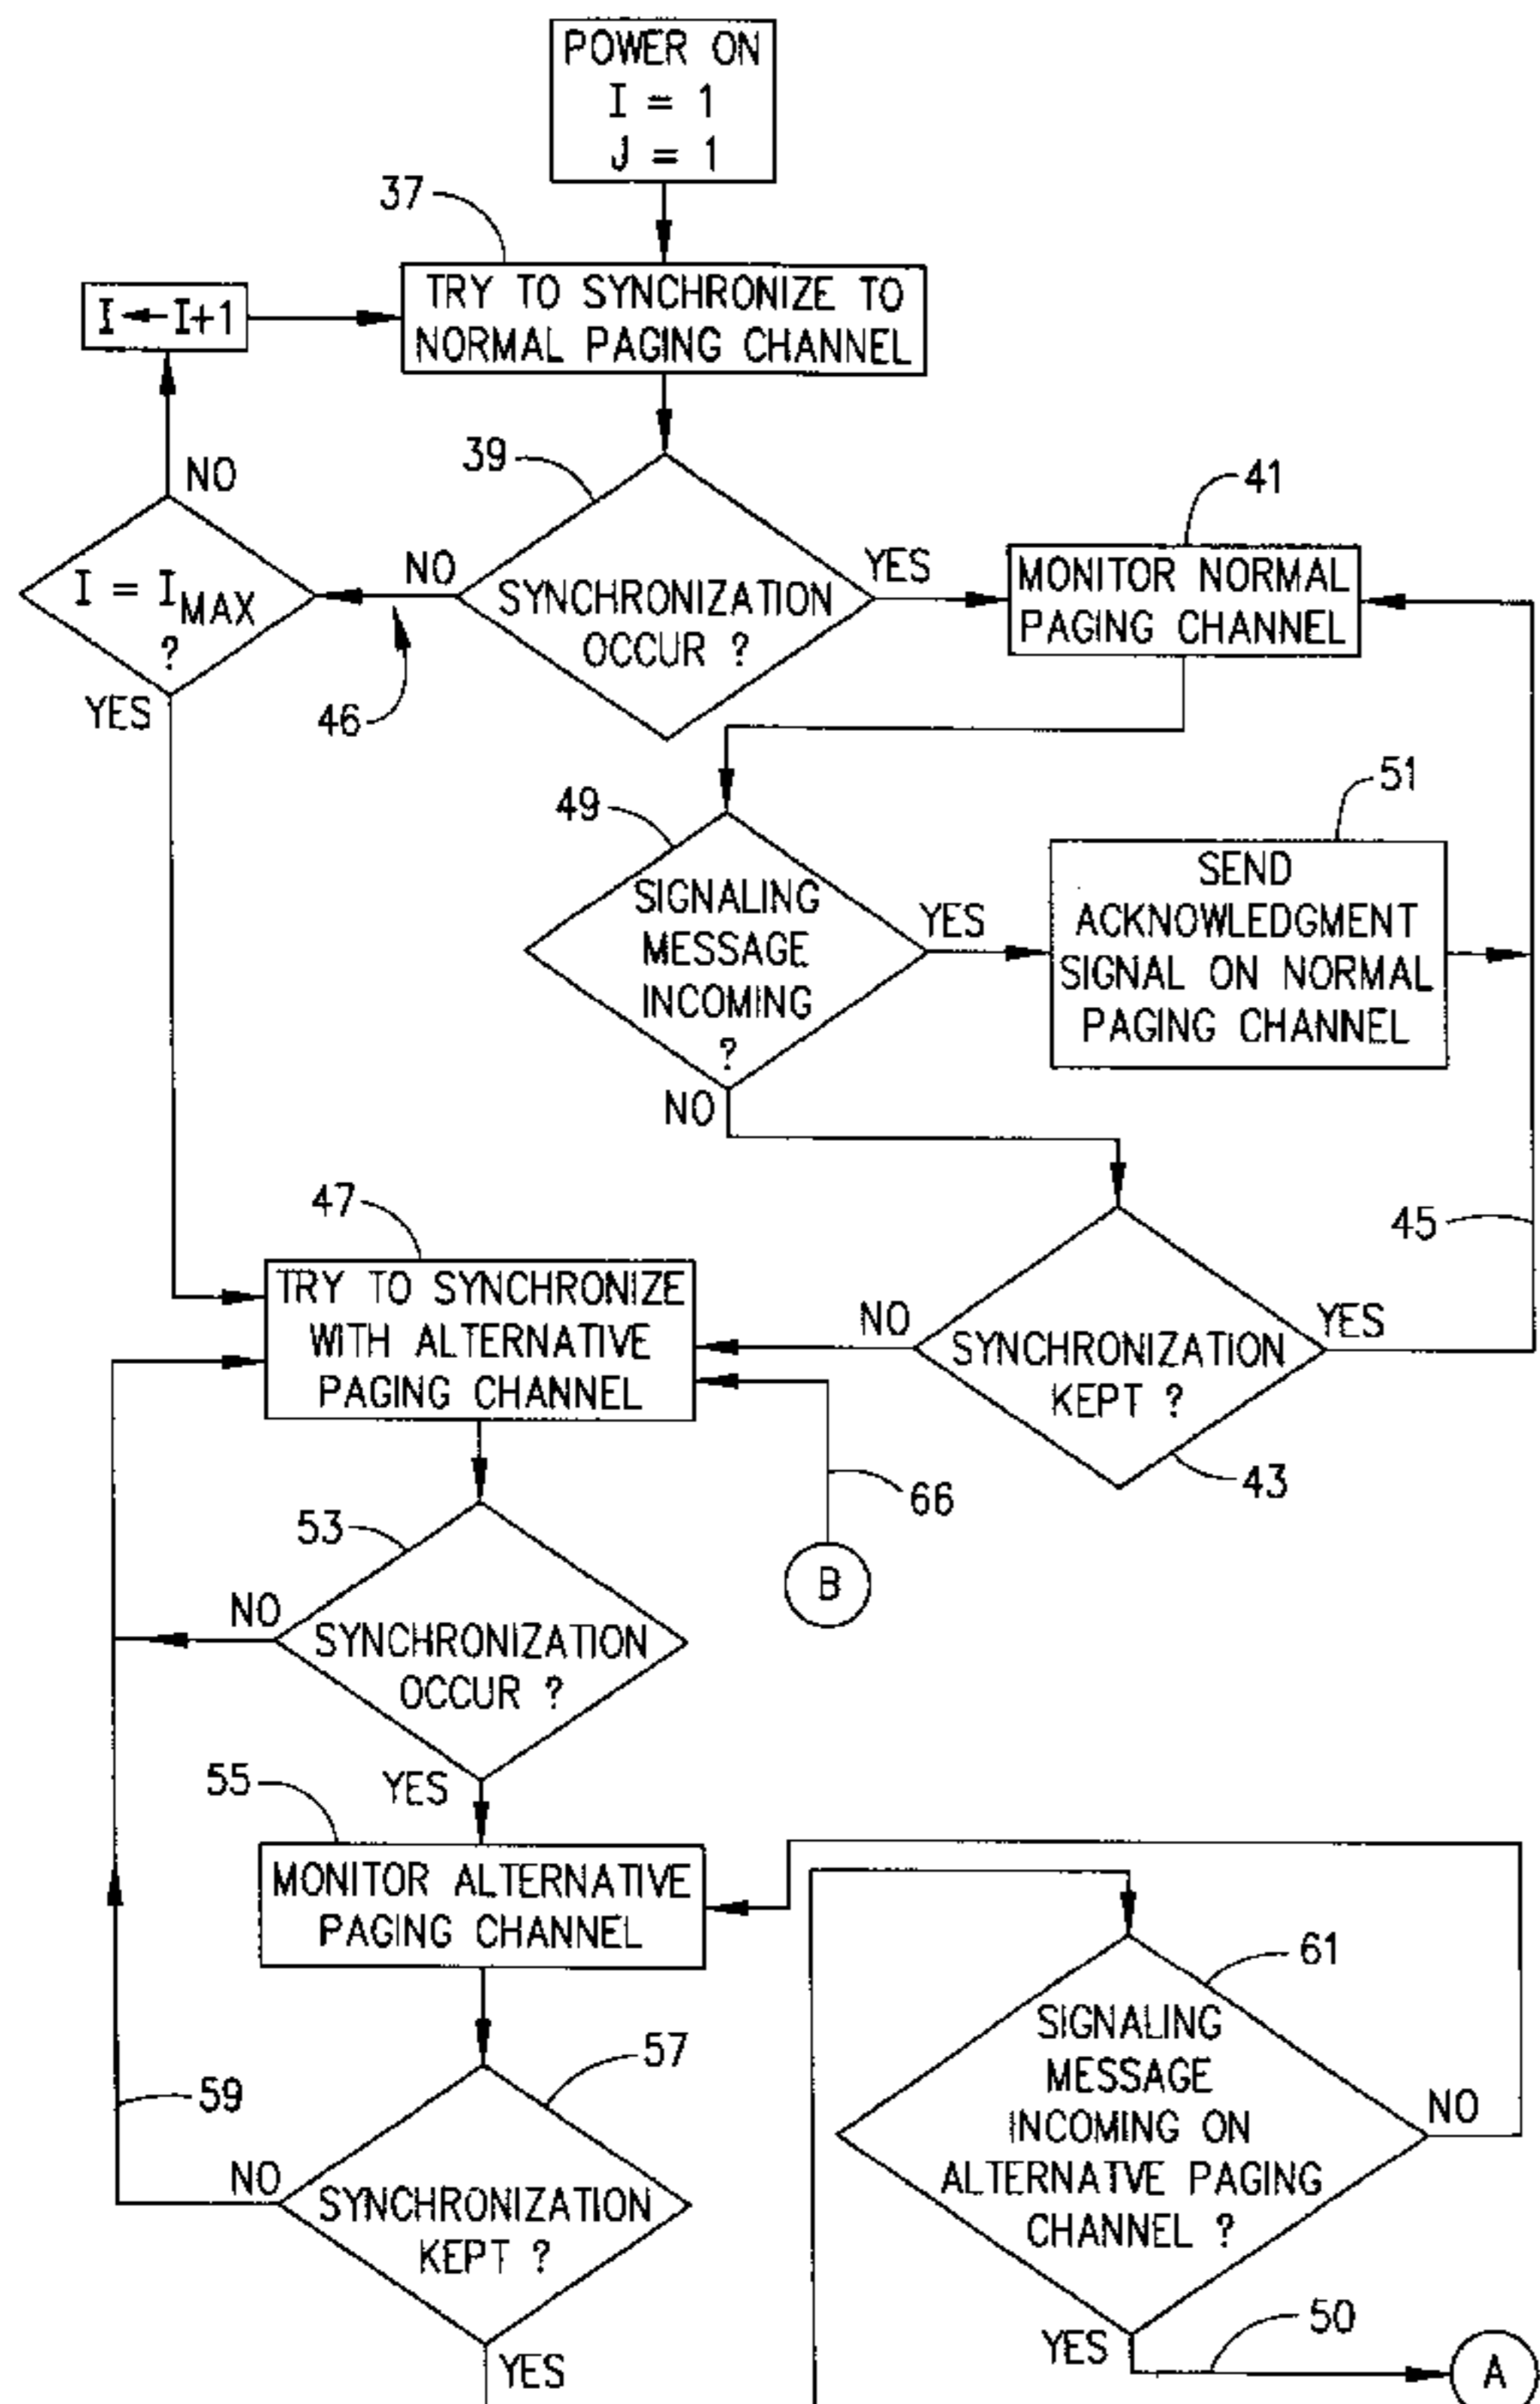 POWER ON
I = 1
J = 1
37
TRY TO SYNCHRONIZE TO
NORMAL PAGING CHANNEL
I←I+1
NO
39
41
I = IMAX
?
NO
SYNCHRONIZATION
OCCUR ?
YES
MONITOR NORMAL
PAGING CHANNEL
YES
46
49
51
SIGNALING
MESSAGE
INCOMING
?
YES
SEND
ACKNOWLEDGMENT
SIGNAL ON NORMAL
PAGING CHANNEL
NO
47
45
TRY TO SYNCHRONIZE
WITH ALTERNATIVE
PAGING CHANNEL
NO
SYNCHRONIZATION
KEPT ?
YES
43
66
B
53
NO
SYNCHRONIZATION
OCCUR ?
YES
55
MONITOR ALTERNATIVE
PAGING CHANNEL
61
57
59
SIGNALING
MESSAGE
INCOMING ON
ALTERNATVE PAGING
CHANNEL ?
NO
NO
SYNCHRONIZATION
KEPT ?
YES
YES
50
A